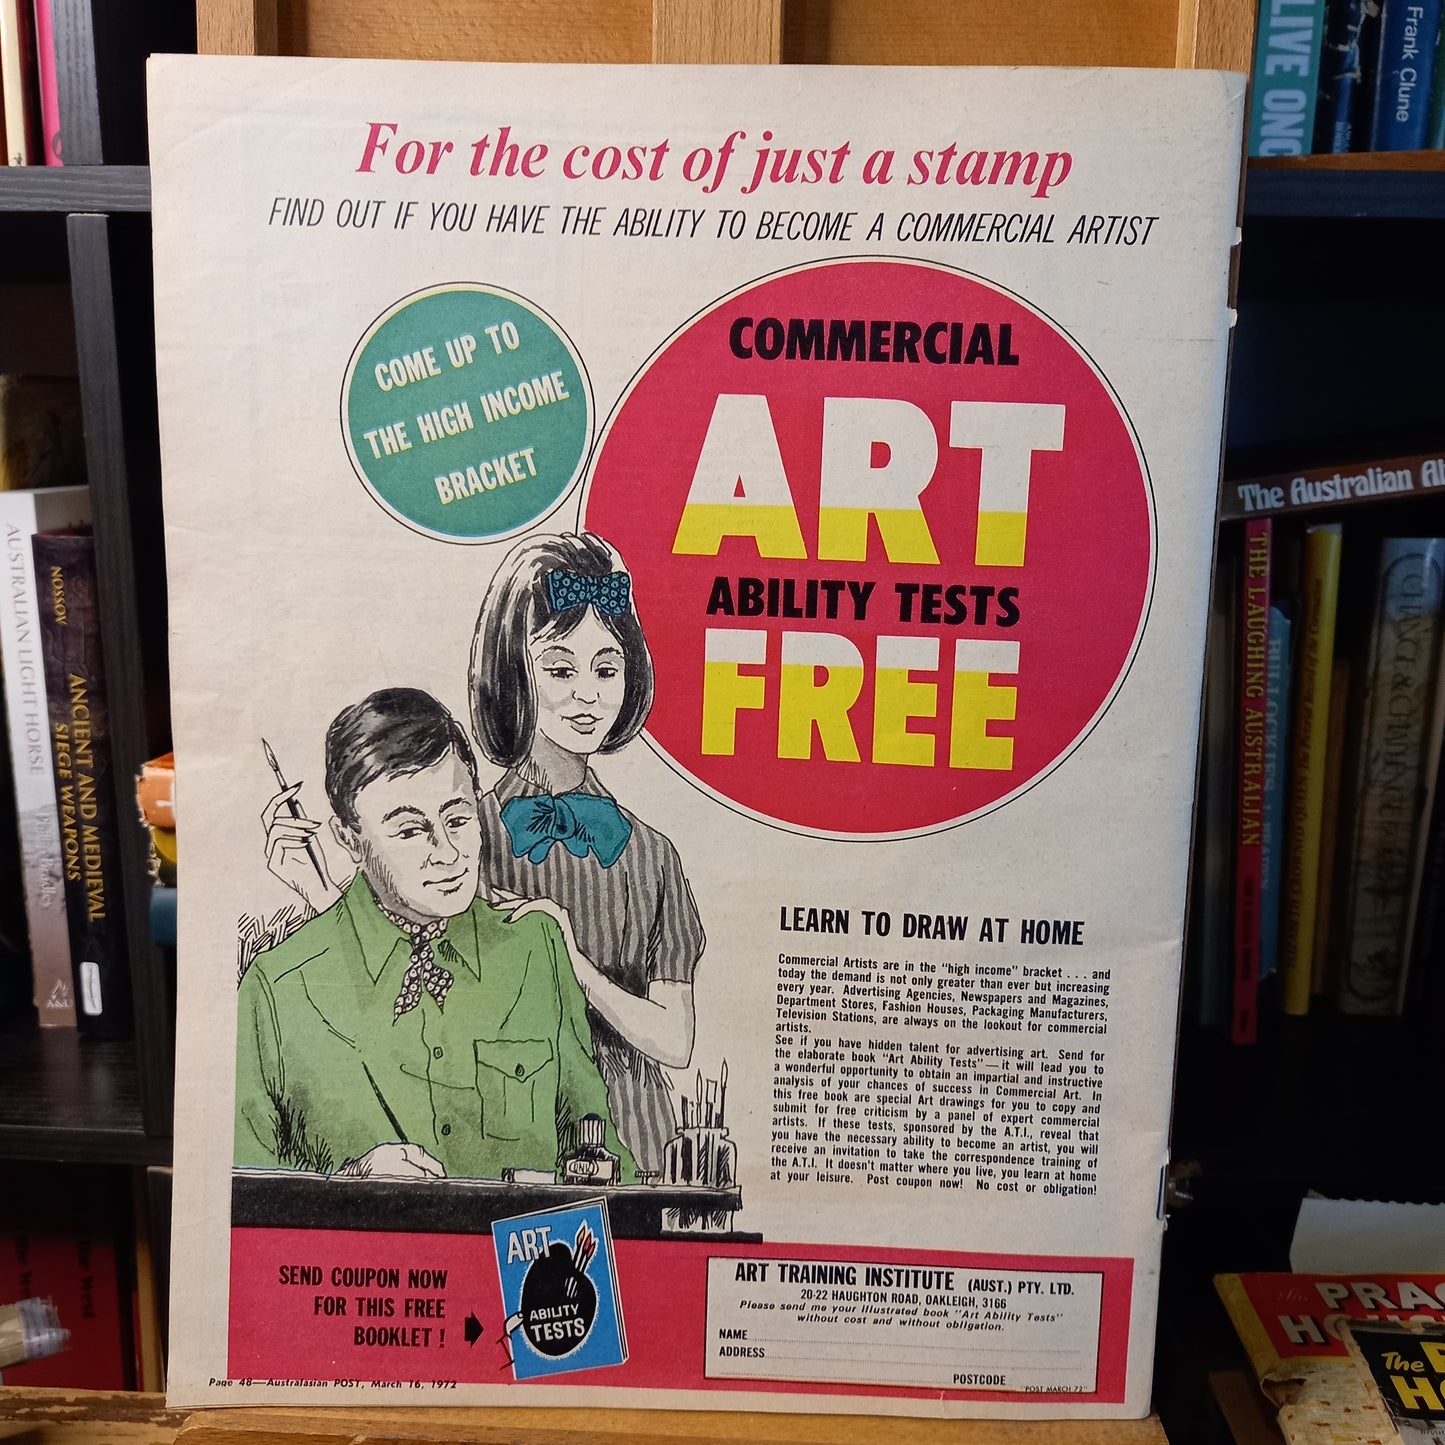 For the cost of just a stamp
FIND OUT IF YOU HAVE THE ABILITY TO BECOME A COMMERCIAL ARTIST
COME UP TO
THE HIGH INCOME
BRACKET
COMMERCIAL
ART
ABILITY TESTS
FREE
LEARN TO DRAW AT HOME
Commercial Artists are in the "high income" bracket . . . and
today the demand is not only greater than ever but increasing
every year. Advertising Agencies, Newspapers and Magazines,
Department Stores, Fashion Houses, Packaging Manufacturers,
Television Stations, are always on the lookout for commercial
artists.
See if you have hidden talent for advertising art. Send for
the elaborate book "Art Ability Tests" — it will lead you to
a wonderful opportunity to obtain an impartial and instructive
analysis of your chances of success in Commercial Art. In
this free book are special Art drawings for you to copy and
submit for free criticism by a panel of expert commercial
artists. If these tests, sponsored by the A.T.I., reveal that
you have the necessary ability to become an artist, you will
receive an invitation to take the correspondence training of
the A.T.I. It doesn't matter where you live, you learn at home
at your leisure. Post coupon now! No cost or obligation!
SEND COUPON NOW
FOR THIS FREE
BOOKLET !
ART
ABILITY
TESTS
ART TRAINING INSTITUTE (AUST.) PTY. LTD.
20-22 HAUGHTON ROAD, OAKLEIGH, 3166
Please send me your illustrated book "Art Ability Tests"
without cost and without obligation.
NAME
ADDRESS
POSTCODE
"POST MARCH 72"
Page 48—Australasian POST, March 16, 1972
AUSTRALIAN LIGHT HORSE
NOSSOV
ANCIENT AND MEDIEVAL
SIEGE WEAPONS
A&U
LIVE ON
Frank Clune
The Australian
THE LAUGHING AUSTRALIAN
The